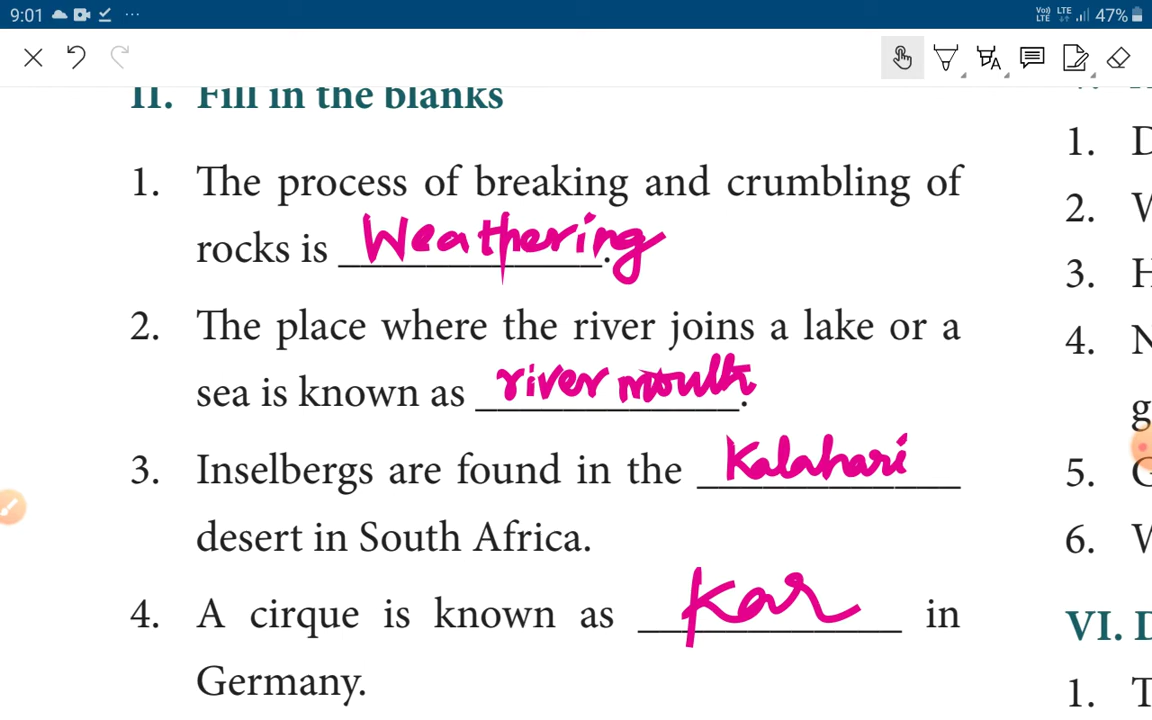 9:01
Vo)) LTE
LTE 47%
II. Fill in the blanks
1. The process of breaking and crumbling of
rocks is Weathering.
2. The place where the river joins a lake or a
sea is known as river mouth.
3. Inselbergs are found in the Kalahari
desert in South Africa.
4. A cirque is known as Kar in
Germany.
1.
2.
3.
4.
g
5.
6.
VI.
1.